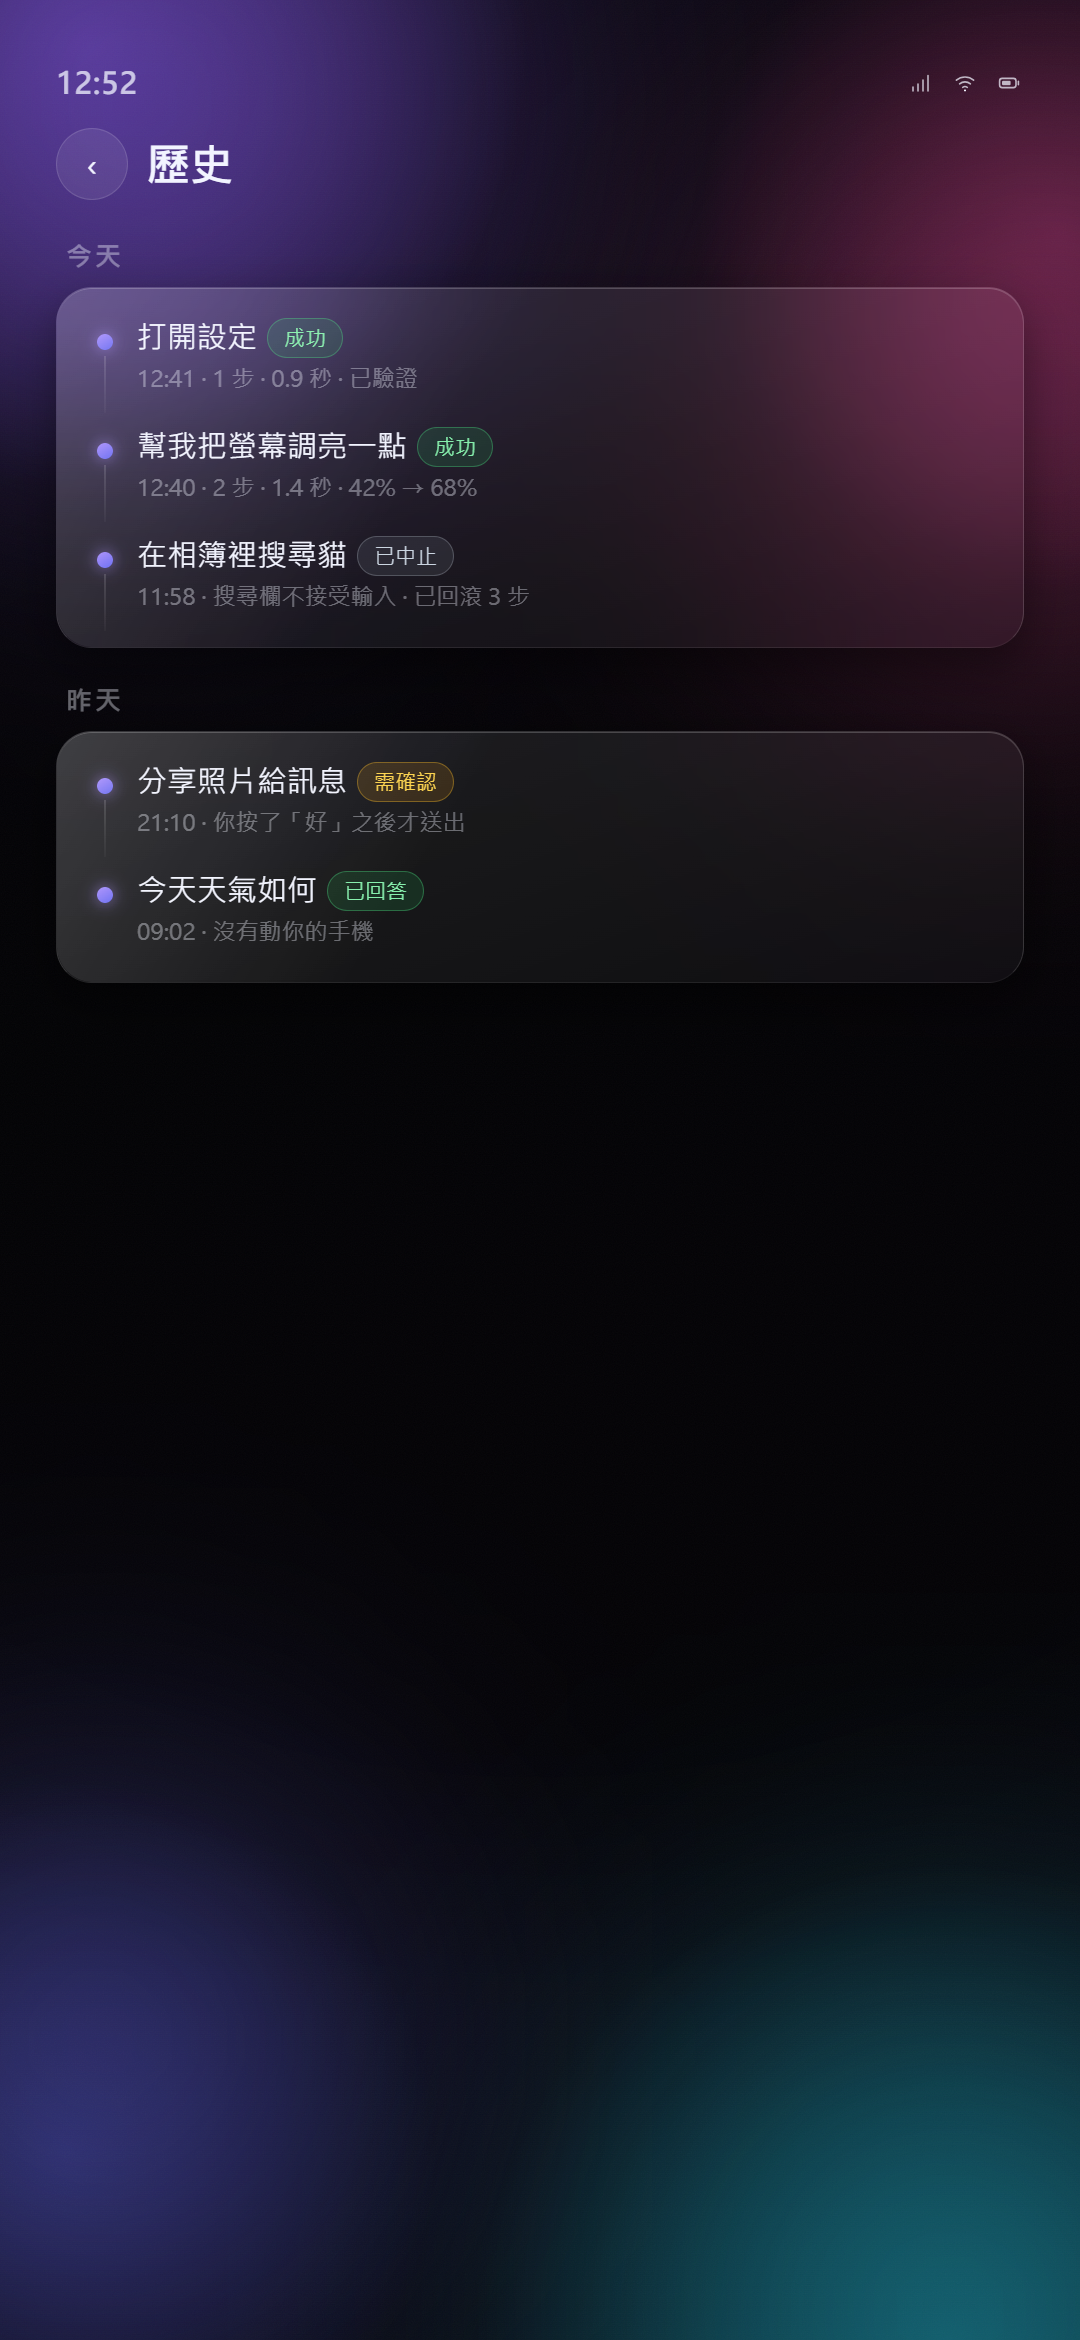 12:52
‹ 歷史
今天
打開設定 成功
12:41 · 1 步 · 0.9 秒 · 已驗證
幫我把螢幕調亮一點 成功
12:40 · 2 步 · 1.4 秒 · 42% → 68%
在相簿裡搜尋貓 已中止
11:58 · 搜尋欄不接受輸入 · 已回滾 3 步
昨天
分享照片給訊息 需確認
21:10 · 你按了「好」之後才送出
今天天氣如何 已回答
09:02 · 沒有動你的手機